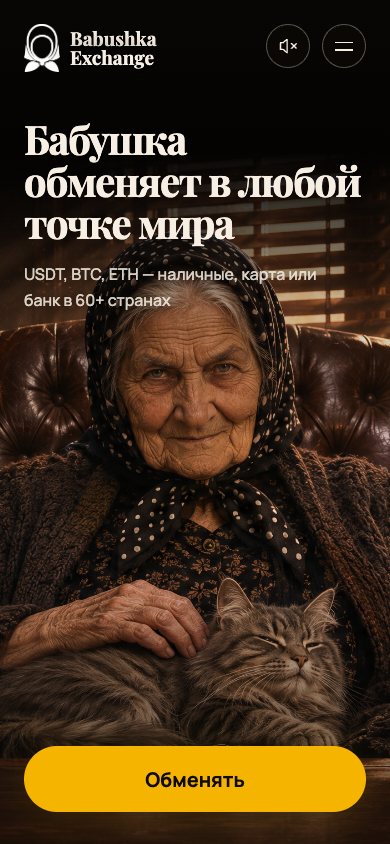 Babushka
Exchange
Бабушка
обменяет в любой
точке мира
USDT, BTC, ETH — наличные, карта или
банк в 60+ странах
Обменять